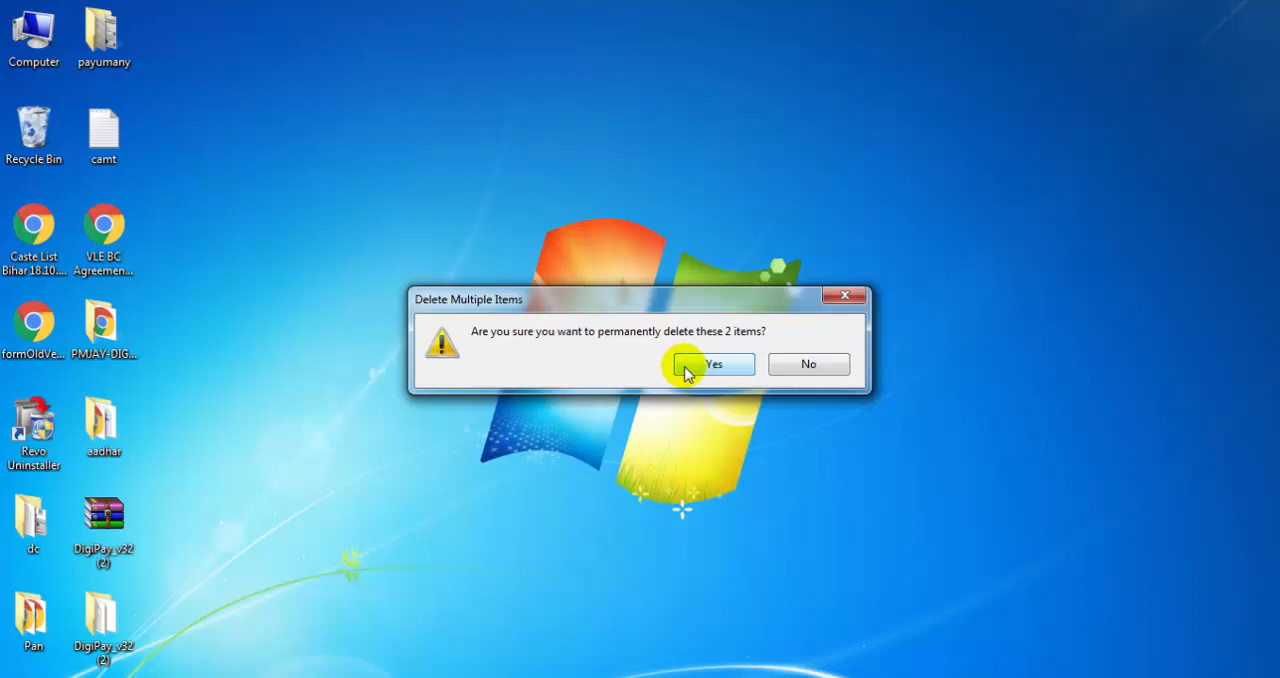 Computer
payumany
Recycle Bin
camt
Caste List
Bihar 18.10....
VLE BC
Agreemen...
formOldVe...
PMJAY-DIG...
Revo
Uninstaller
aadhar
dc
DigiPay_v32
(2)
Pan
DigiPay_v32
(2)
Delete Multiple Items
Are you sure you want to permanently delete these 2 items?
Yes
No